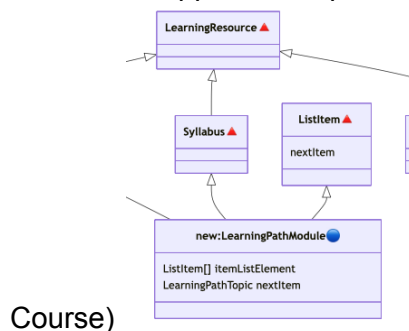 LearningResource🔺
Syllabus🔺
ListItem🔺
nextItem
new:LearningPathModule🔵
ListItem[] itemListElement
LearningPathTopic nextItem
Course)